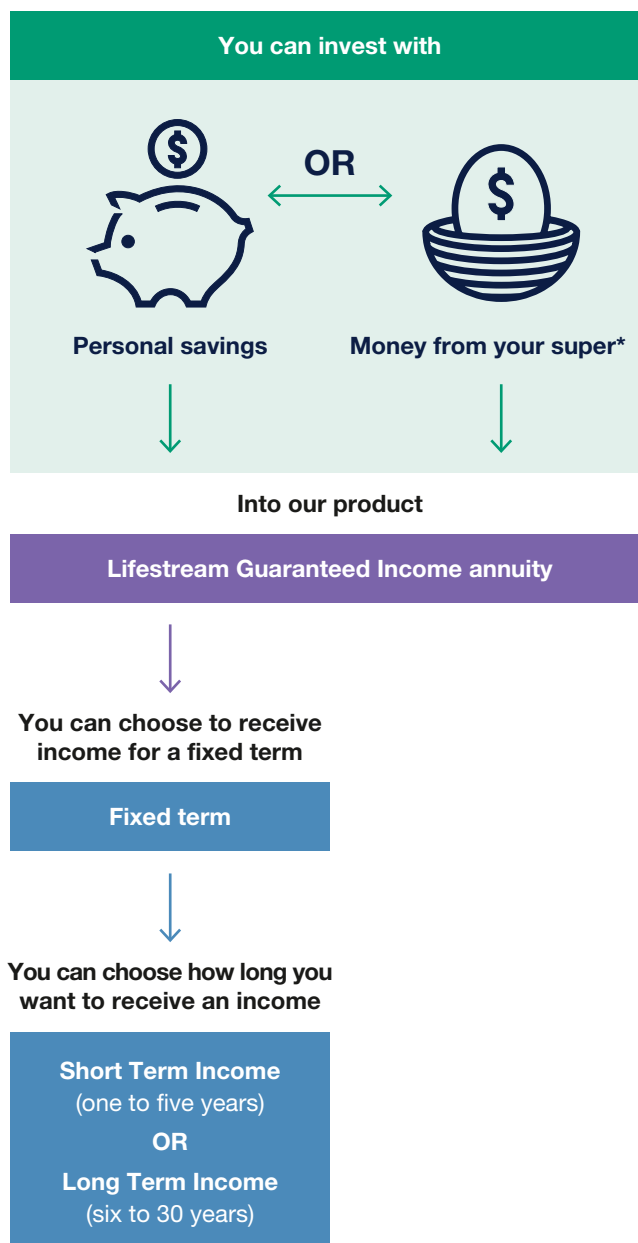 You can invest with
$
OR
$
Personal savings
Money from your super*
Into our product
Lifestream Guaranteed Income annuity
You can choose to receive
income for a fixed term
Fixed term
You can choose how long you
want to receive an income
Short Term Income
(one to five years)
OR
Long Term Income
(six to 30 years)